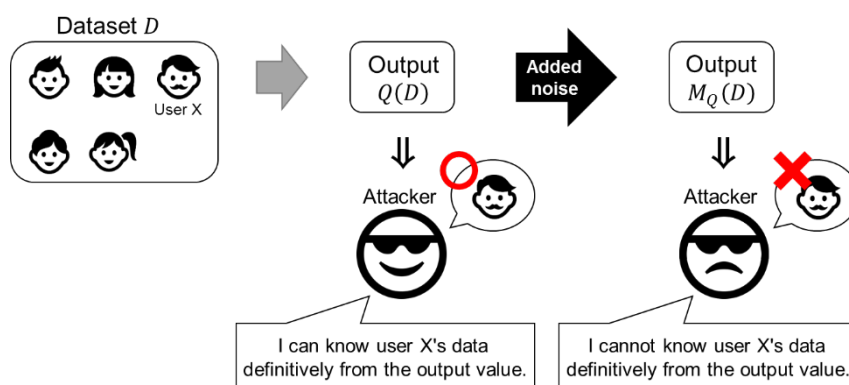 Dataset D
User X
Output
Q(D)
Added
noise
Output
M_Q(D)
Attacker
Attacker
I can know user X's data
definitively from the output value.
I cannot know user X's data
definitively from the output value.